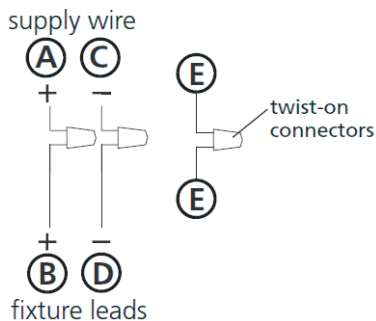 supply wire
A C
E
+ −
twist-on
connectors
E
+ −
B D
fixture leads